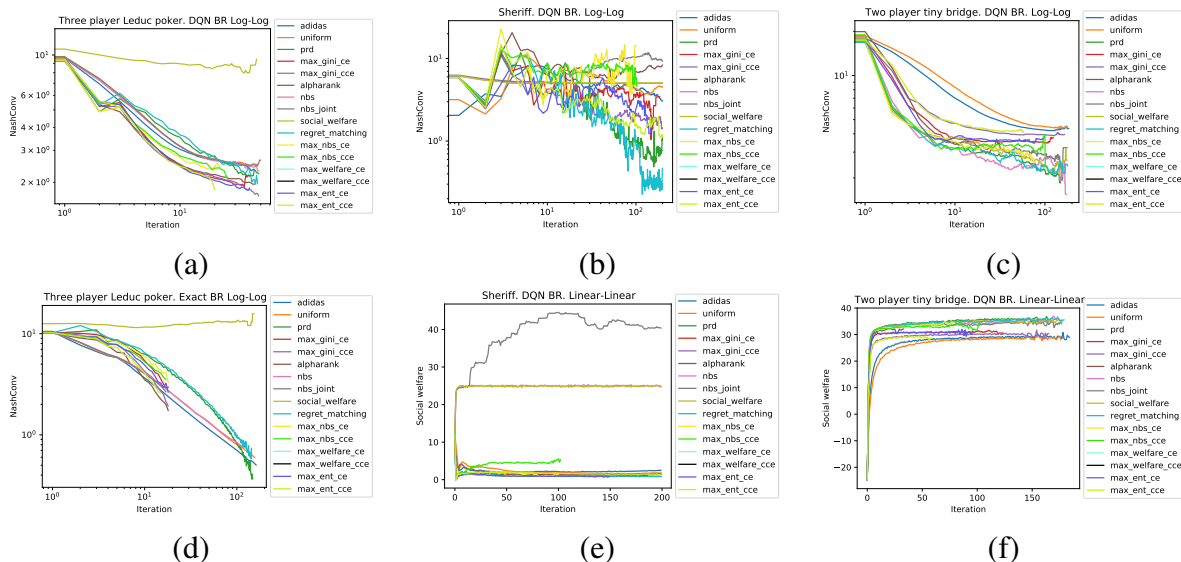 Three player Leduc poker. DQN BR Log-Log
NashConv
10¹
6 × 10⁰
4 × 10⁰
3 × 10⁰
2 × 10⁰
10⁰
10¹
Iteration
adidas
uniform
prd
max_gini_ce
max_gini_cce
alpharank
nbs
nbs_joint
social_welfare
regret_matching
max_nbs_ce
max_nbs_cce
max_welfare_ce
max_welfare_cce
max_ent_ce
max_ent_cce
(a)
Sheriff. DQN BR. Log-Log
NashConv
10¹
10⁰
10⁰
10¹
10²
Iteration
adidas
uniform
prd
max_gini_ce
max_gini_cce
alpharank
nbs
nbs_joint
social_welfare
regret_matching
max_nbs_ce
max_nbs_cce
max_welfare_ce
max_welfare_cce
max_ent_ce
max_ent_cce
(b)
Two player tiny bridge. DQN BR. Log-Log
NashConv
10¹
10⁰
10¹
10²
Iteration
adidas
uniform
prd
max_gini_ce
max_gini_cce
alpharank
nbs
nbs_joint
social_welfare
regret_matching
max_nbs_ce
max_nbs_cce
max_welfare_ce
max_welfare_cce
max_ent_ce
max_ent_cce
(c)
Three player Leduc poker. Exact BR Log-Log
NashConv
10¹
10⁰
10⁰
10¹
10²
Iteration
adidas
uniform
prd
max_gini_ce
max_gini_cce
alpharank
nbs
nbs_joint
social_welfare
regret_matching
max_nbs_ce
max_nbs_cce
max_welfare_ce
max_welfare_cce
max_ent_ce
max_ent_cce
(d)
Sheriff. DQN BR. Linear-Linear
Social welfare
40
30
20
10
0
0
50
100
150
200
Iteration
adidas
uniform
prd
max_gini_ce
max_gini_cce
alpharank
nbs
nbs_joint
social_welfare
regret_matching
max_nbs_ce
max_nbs_cce
max_welfare_ce
max_welfare_cce
max_ent_ce
max_ent_cce
(e)
Two player tiny bridge. DQN BR. Linear-Linear
Social welfare
40
30
20
10
0
−10
−20
0
50
100
150
Iteration
adidas
uniform
prd
max_gini_ce
max_gini_cce
alpharank
nbs
nbs_joint
social_welfare
regret_matching
max_nbs_ce
max_nbs_cce
max_welfare_ce
max_welfare_cce
max_ent_ce
max_ent_cce
(f)